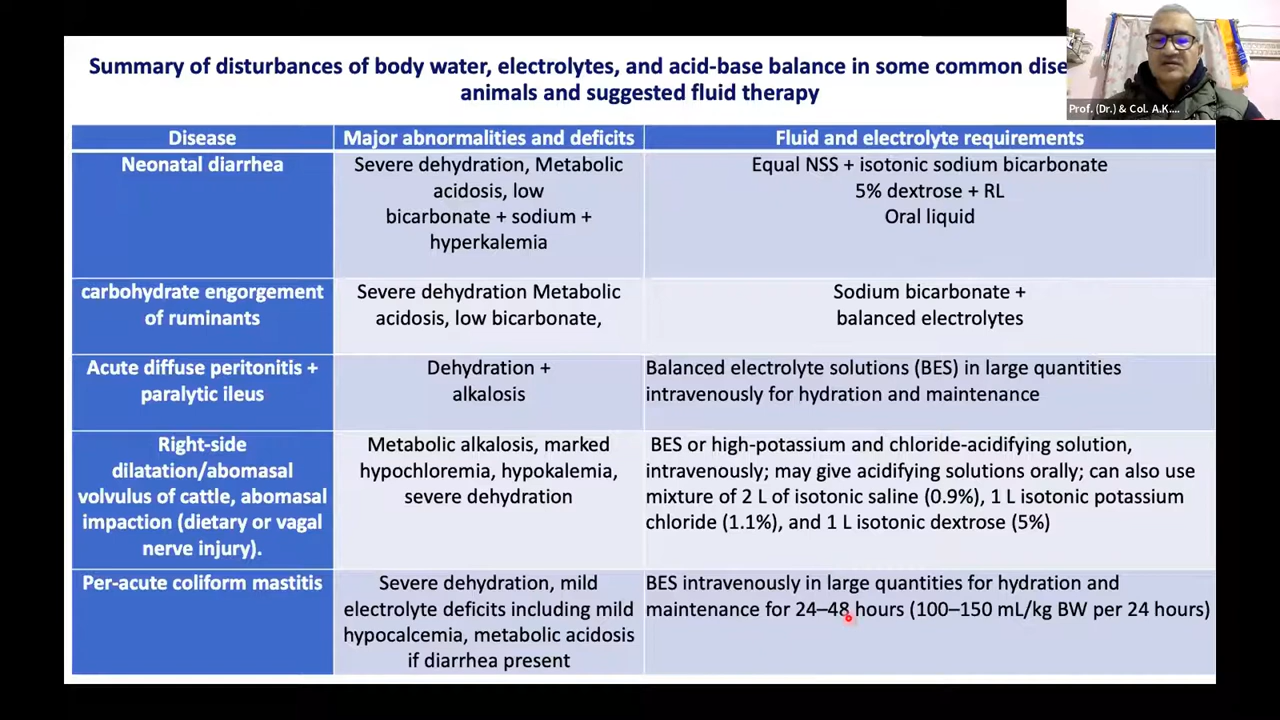 Summary of disturbances of body water, electrolytes, and acid-base balance in some common dise
animals and suggested fluid therapy
Prof. (Dr.) & Col. A.K....
Disease
Major abnormalities and deficits
Fluid and electrolyte requirements
Neonatal diarrhea
Severe dehydration, Metabolic
acidosis, low
bicarbonate + sodium +
hyperkalemia
Equal NSS + isotonic sodium bicarbonate
5% dextrose + RL
Oral liquid
carbohydrate engorgement
of ruminants
Severe dehydration Metabolic
acidosis, low bicarbonate,
Sodium bicarbonate +
balanced electrolytes
Acute diffuse peritonitis +
paralytic ileus
Dehydration +
alkalosis
Balanced electrolyte solutions (BES) in large quantities
intravenously for hydration and maintenance
Right-side
dilatation/abomasal
volvulus of cattle, abomasal
impaction (dietary or vagal
nerve injury).
Metabolic alkalosis, marked
hypochloremia, hypokalemia,
severe dehydration
BES or high-potassium and chloride-acidifying solution,
intravenously; may give acidifying solutions orally; can also use
mixture of 2 L of isotonic saline (0.9%), 1 L isotonic potassium
chloride (1.1%), and 1 L isotonic dextrose (5%)
Per-acute coliform mastitis
Severe dehydration, mild
electrolyte deficits including mild
hypocalcemia, metabolic acidosis
if diarrhea present
BES intravenously in large quantities for hydration and
maintenance for 24–48 hours (100–150 mL/kg BW per 24 hours)